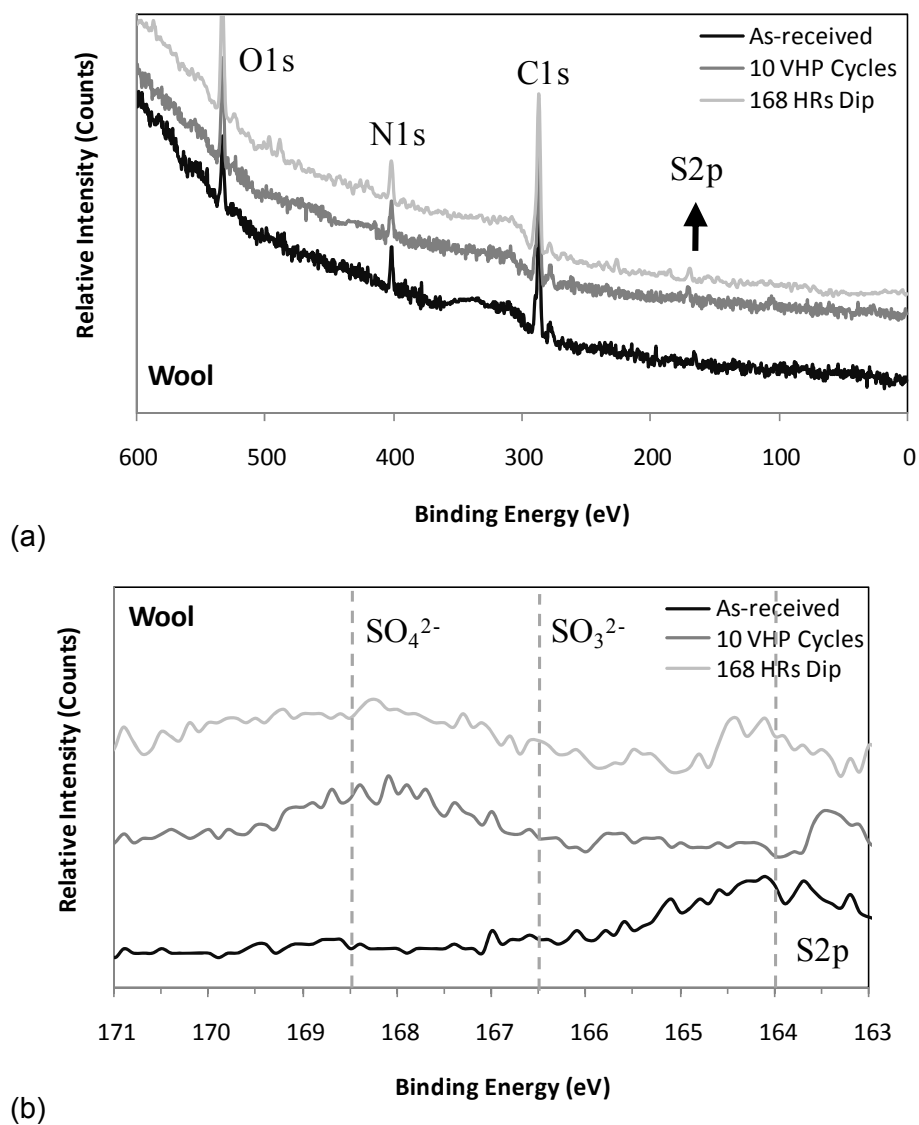 As-received
10 VHP Cycles
168 HRs Dip
O1s
C1s
N1s
S2p
Relative Intensity (Counts)
Wool
600 500 400 300 200 100 0
Binding Energy (eV)
(a)
Wool
As-received
10 VHP Cycles
168 HRs Dip
SO₄²⁻
SO₃²⁻
Relative Intensity (Counts)
S2p
171 170 169 168 166 165 164 163
Binding Energy (eV)
(b)